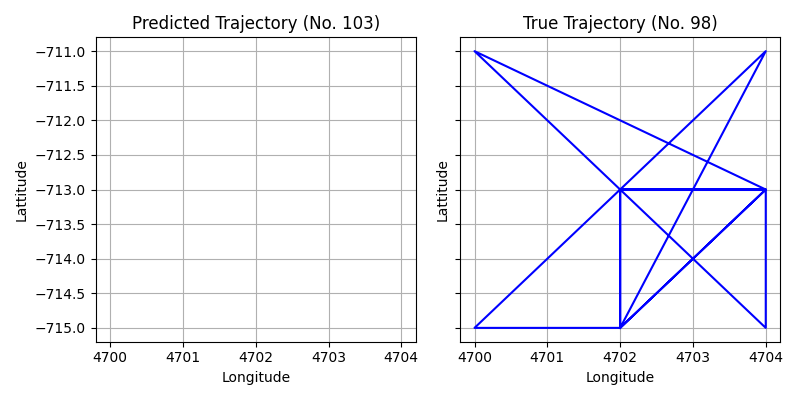 Predicted Trajectory (No. 103)
True Trajectory (No. 98)
Lattitude
−711.0
−711.5
−712.0
−712.5
−713.0
−713.5
−714.0
−714.5
−715.0
4700 4701 4702 4703 4704
Longitude
Lattitude
4700 4701 4702 4703 4704
Longitude